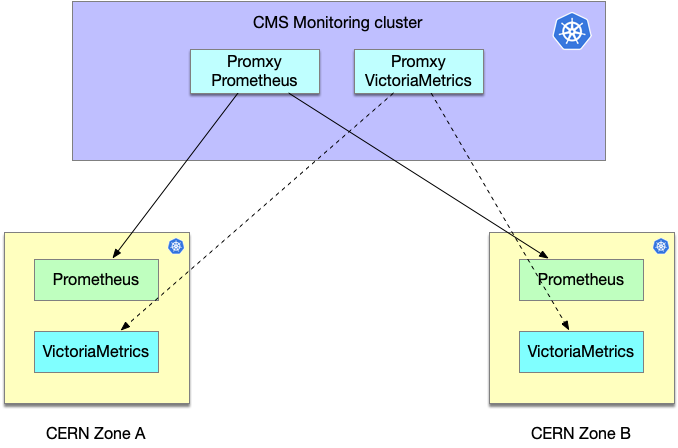 CMS Monitoring cluster
Promxy
Prometheus
Promxy
VictoriaMetrics
Prometheus
VictoriaMetrics
CERN Zone A
Prometheus
VictoriaMetrics
CERN Zone B